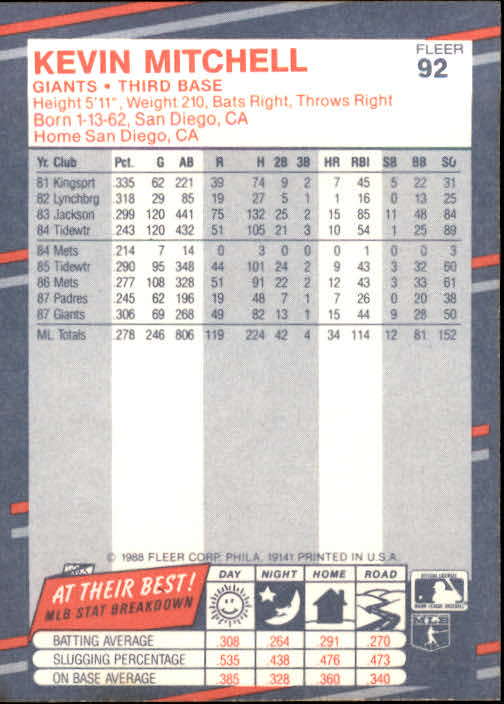 KEVIN MITCHELL
FLEER
92
GIANTS • THIRD BASE
Height 5'11", Weight 210, Bats Right, Throws Right
Born 1-13-62, San Diego, CA
Home San Diego, CA
Yr. Club Pct. G AB R H 2B 3B HR RBI SB BB SO
81 Kingsprt .335 62 221 39 74 9 2 7 45 5 22 31
82 Lynchbrg .318 29 85 19 27 5 1 1 16 0 13 25
83 Jackson .299 120 441 75 132 25 2 15 85 11 48 84
84 Tidewtr .243 120 432 51 105 21 3 10 54 1 25 89
84 Mets .214 7 14 0 3 0 0 0 1 0 0 3
85 Tidewtr .290 95 348 44 101 24 2 9 43 3 32 60
86 Mets .277 108 328 51 91 22 2 12 43 3 33 61
87 Padres .245 62 196 19 48 7 1 7 26 0 20 38
87 Giants .306 69 268 49 82 13 1 15 44 9 28 50
ML Totals .278 246 806 119 224 42 4 34 114 12 81 152
© 1988 FLEER CORP. PHILA. 19141 PRINTED IN U.S.A.
AT THEIR BEST!
MLB STAT BREAKDOWN
DAY NIGHT HOME ROAD
BATTING AVERAGE .308 .264 .291 .270
SLUGGING PERCENTAGE .535 .438 .476 .473
ON BASE AVERAGE .385 .328 .360 .340
MLB